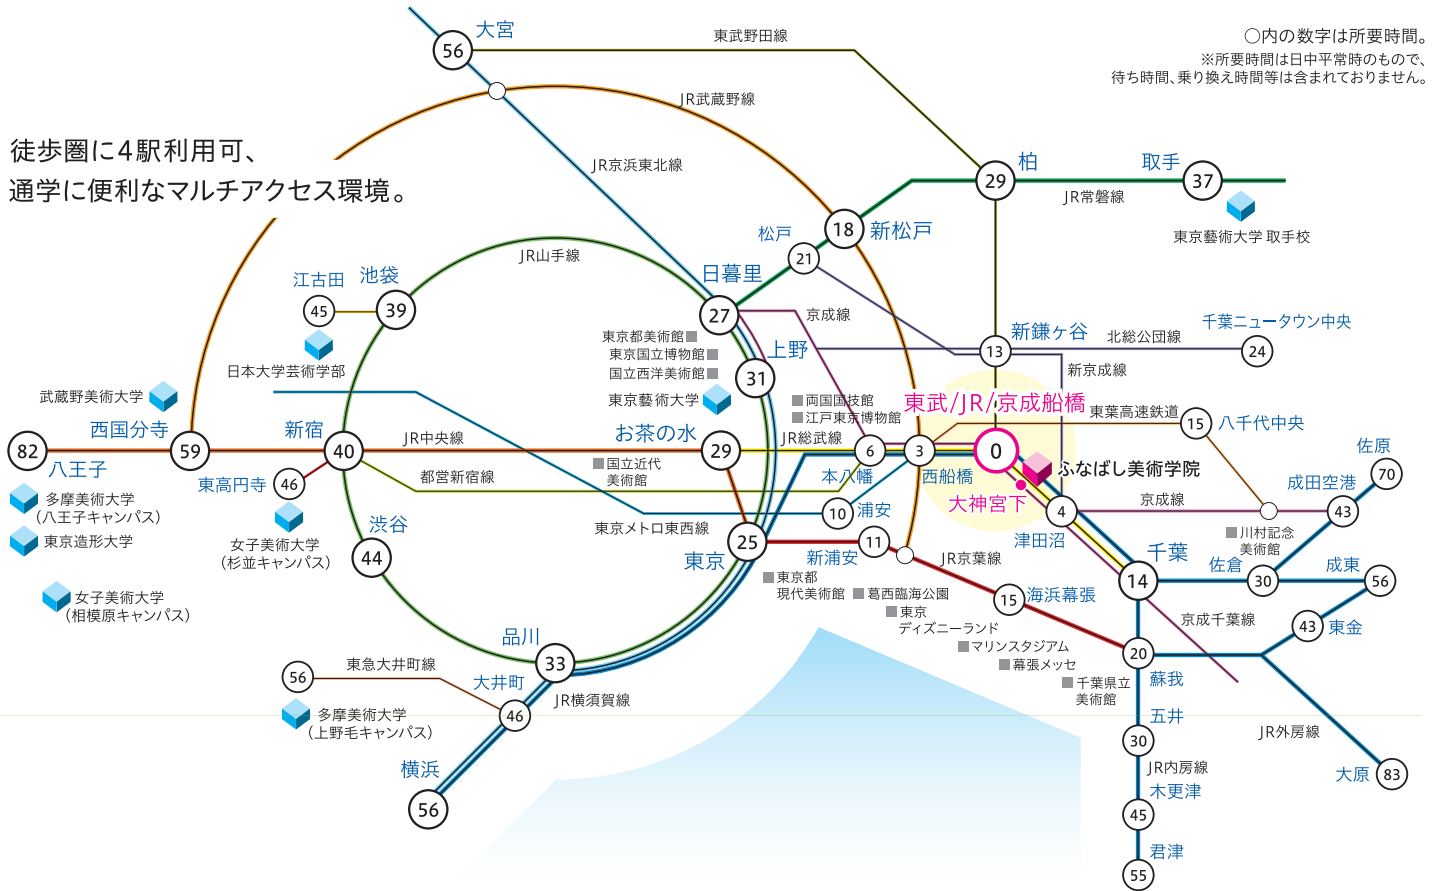 大宮
56
東武野田線
○内の数字は所要時間。
※所要時間は日中平常時のもので、
待ち時間、乗り換え時間等は含まれておりません。
JR武蔵野線
徒歩圏に4駅利用可、
通学に便利なマルチアクセス環境。
JR京浜東北線
柏
29
取手
37
JR常磐線
東京藝術大学 取手校
松戸
21
18
新松戸
JR山手線
江古田
45
池袋
39
日本大学芸術学部
日暮里
27
京成線
東京都美術館
東京国立博物館
国立西洋美術館
東京藝術大学
上野
31
新鎌ヶ谷
13
北総公団線
千葉ニュータウン中央
24
新京成線
両国国技館
江戸東京博物館
東武/JR/京成船橋
0
東葉高速鉄道
15
八千代中央
武蔵野美術大学
西国分寺
59
82
八王子
多摩美術大学
(八王子キャンパス)
東京造形大学
女子美術大学
(相模原キャンパス)
新宿
40
JR中央線
お茶の水
29
JR総武線
6
本八幡
3
西船橋
東高円寺
46
女子美術大学
(杉並キャンパス)
都営新宿線
国立近代
美術館
ふなばし美術学院
大神宮下
佐原
70
成田空港
43
京成線
4
津田沼
川村記念
美術館
渋谷
44
東京メトロ東西線
10
浦安
東京
25
新浦安
11
JR京葉線
千葉
14
佐倉
30
成東
56
東京都
現代美術館
葛西臨海公園
東京
ディズニーランド
マリンスタジアム
幕張メッセ
千葉県立
美術館
15
海浜幕張
京成千葉線
43
東金
20
蘇我
品川
33
東急大井町線
56
大井町
46
JR横須賀線
多摩美術大学
(上野毛キャンパス)
横浜
56
五井
30
JR外房線
JR内房線
大原
83
木更津
45
君津
55